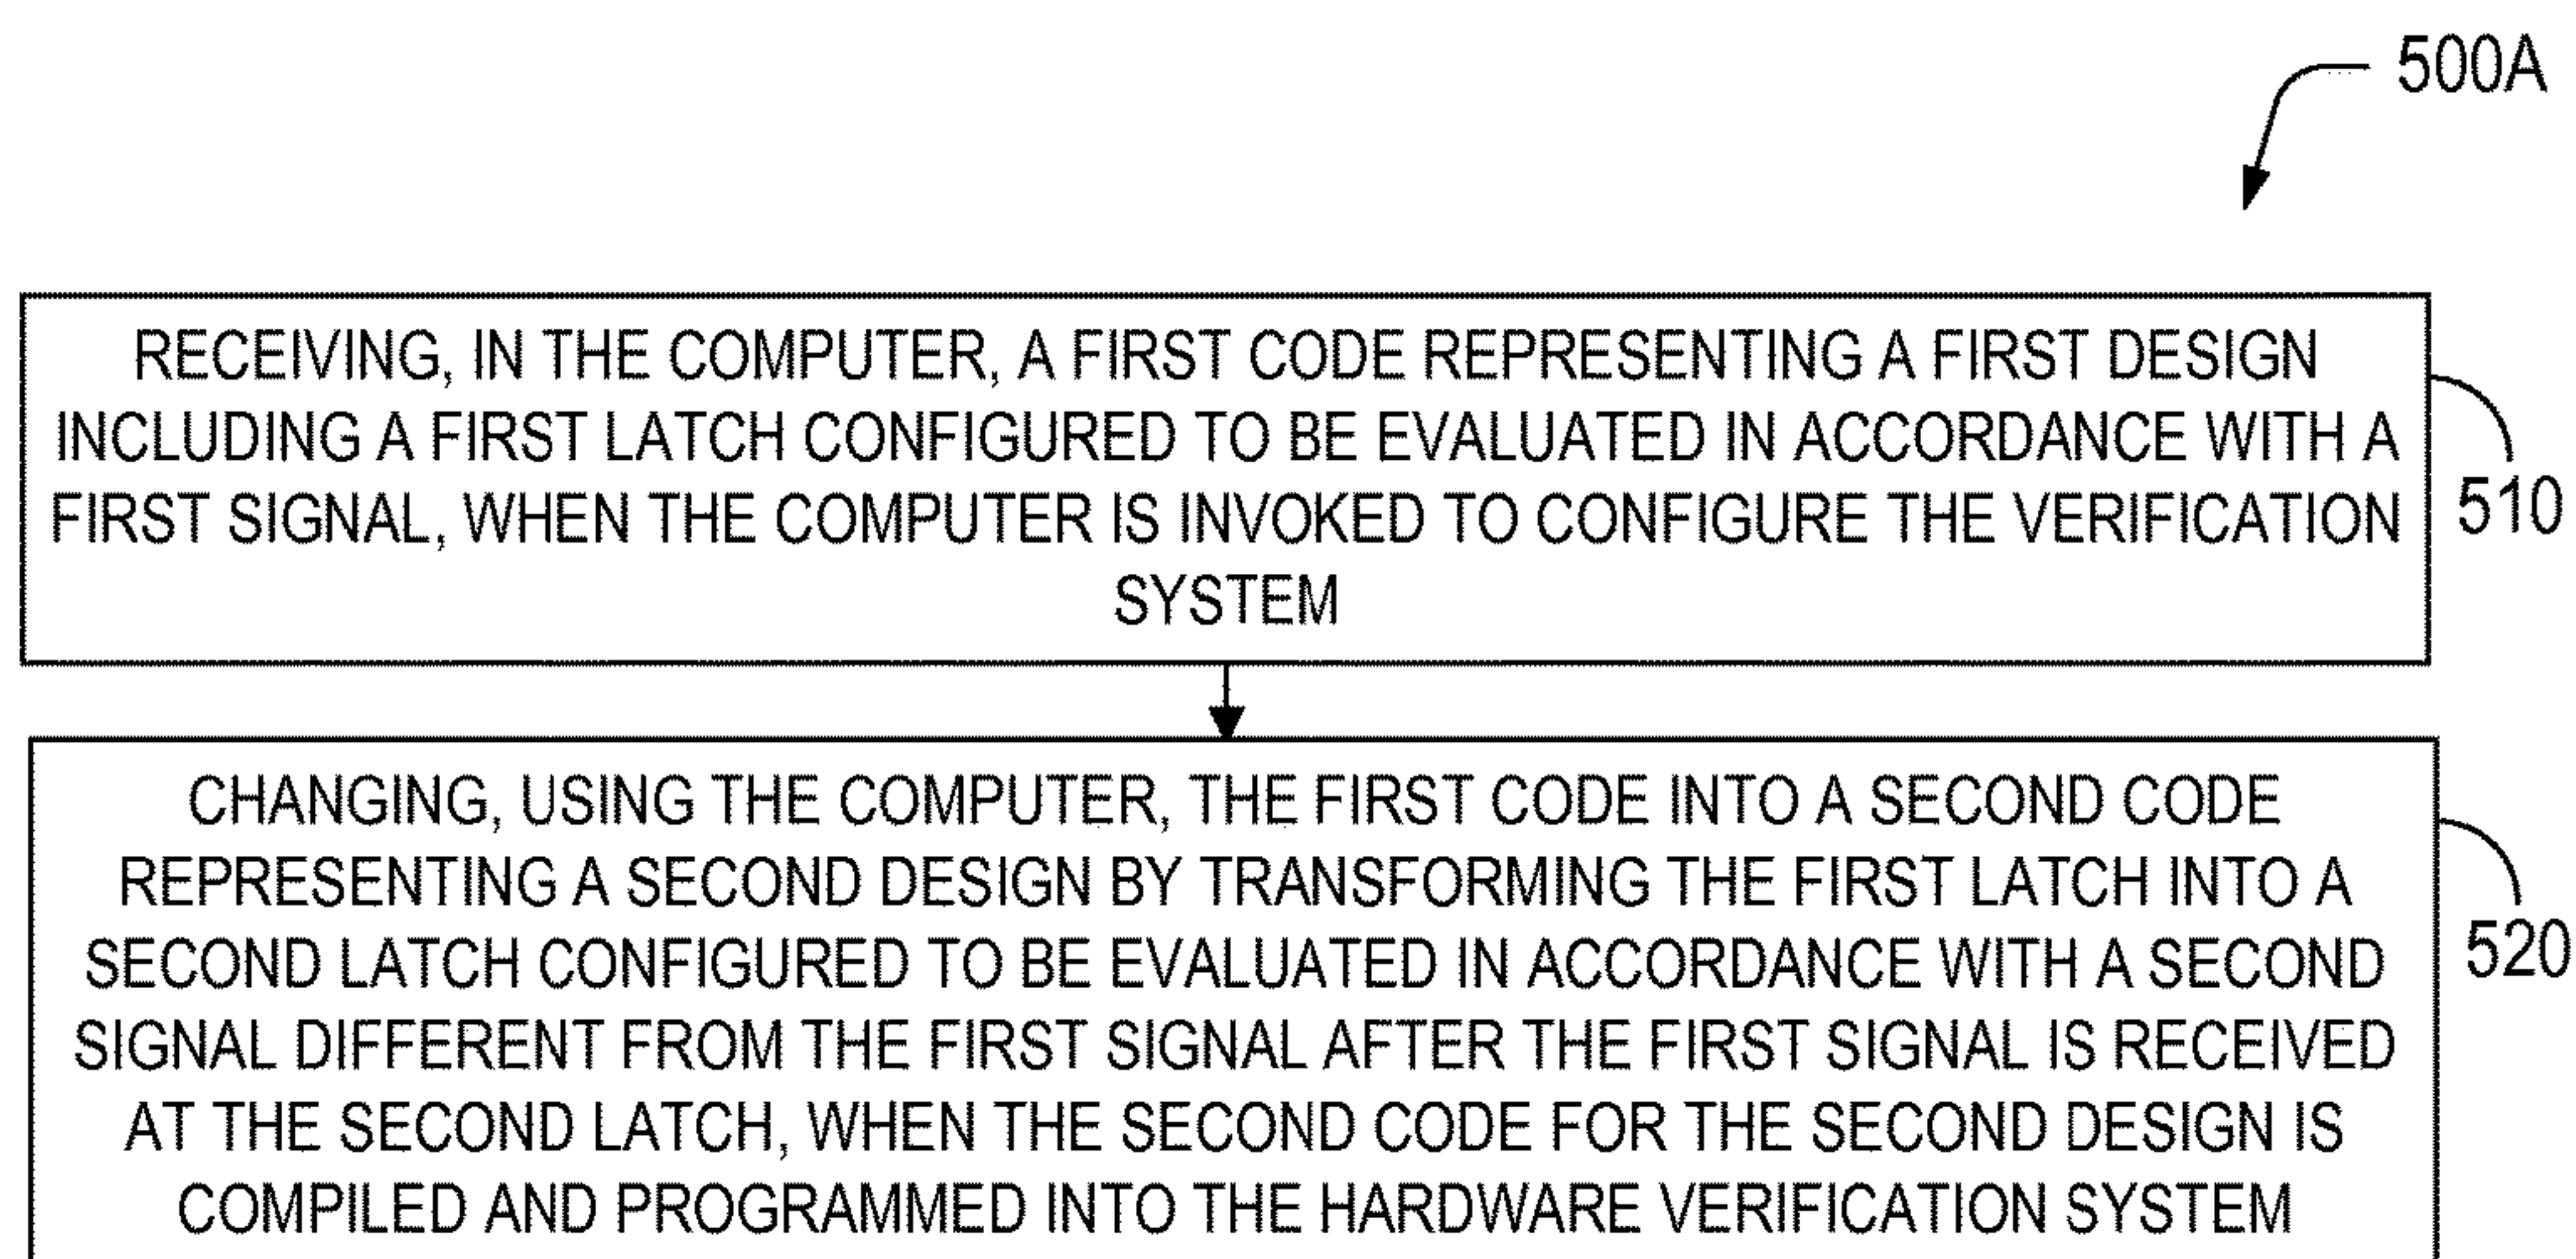 500A
RECEIVING, IN THE COMPUTER, A FIRST CODE REPRESENTING A FIRST DESIGN
INCLUDING A FIRST LATCH CONFIGURED TO BE EVALUATED IN ACCORDANCE WITH A
FIRST SIGNAL, WHEN THE COMPUTER IS INVOKED TO CONFIGURE THE VERIFICATION
SYSTEM
510
CHANGING, USING THE COMPUTER, THE FIRST CODE INTO A SECOND CODE
REPRESENTING A SECOND DESIGN BY TRANSFORMING THE FIRST LATCH INTO A
SECOND LATCH CONFIGURED TO BE EVALUATED IN ACCORDANCE WITH A SECOND
SIGNAL DIFFERENT FROM THE FIRST SIGNAL AFTER THE FIRST SIGNAL IS RECEIVED
AT THE SECOND LATCH, WHEN THE SECOND CODE FOR THE SECOND DESIGN IS
COMPILED AND PROGRAMMED INTO THE HARDWARE VERIFICATION SYSTEM
520